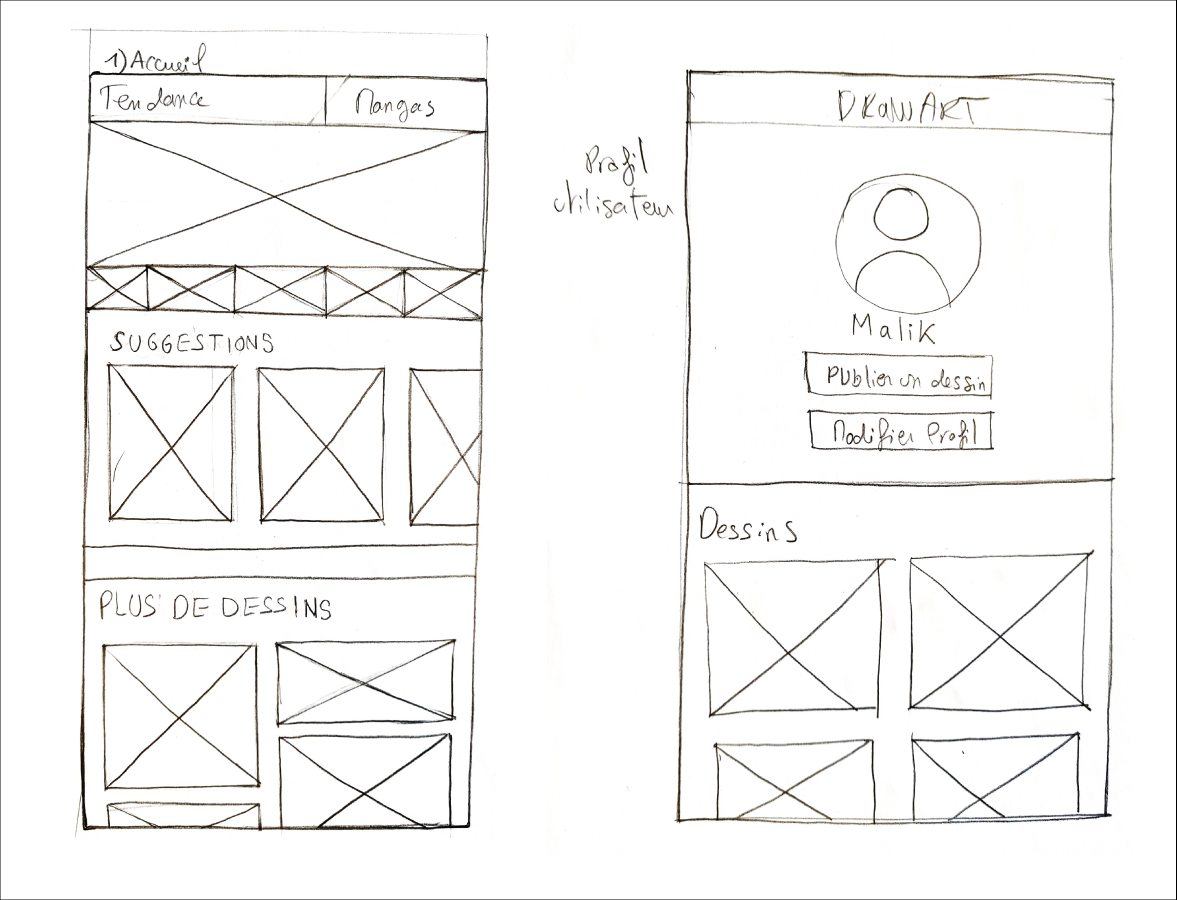 1) Accueil
Tendance
Mangas
SUGGESTIONS
PLUS DE DESSINS
Profil
utilisateur
DRaWART
Malik
PUblier un dessin
Modifier Profil
Dessins